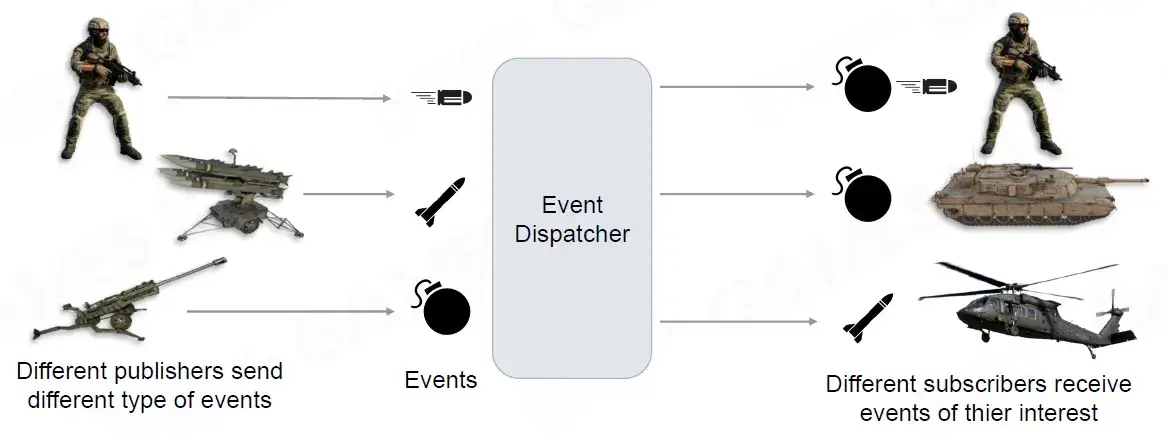 Event
Dispatcher
Different publishers send
different type of events
Events
Different subscribers receive
events of thier interest